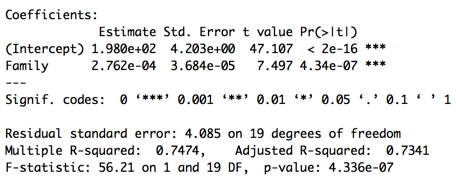 Coefficients:
Estimate Std. Error t value Pr(>|t|)
(Intercept) 1.980e+02 4.203e+00 47.107 < 2e-16 ***
Family 2.762e-04 3.684e-05 7.497 4.34e-07 ***
---
Signif. codes: 0 ‘***’ 0.001 ‘**’ 0.01 ‘*’ 0.05 ‘.’ 0.1 ‘ ’ 1
Residual standard error: 4.085 on 19 degrees of freedom
Multiple R-squared: 0.7474, Adjusted R-squared: 0.7341
F-statistic: 56.21 on 1 and 19 DF, p-value: 4.336e-07